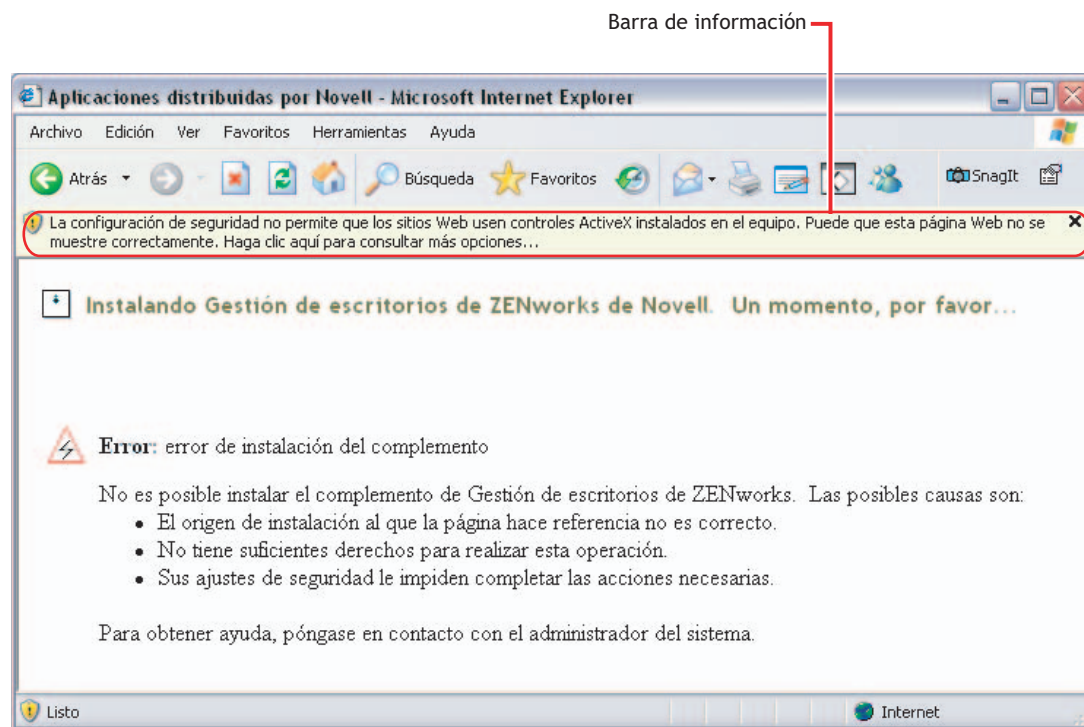 Barra de información
Aplicaciones distribuidas por Novell - Microsoft Internet Explorer
Archivo Edición Ver Favoritos Herramientas Ayuda
Atrás Búsqueda Favoritos SnagIt
La configuración de seguridad no permite que los sitios Web usen controles ActiveX instalados en el equipo. Puede que esta página Web no se
muestre correctamente. Haga clic aquí para consultar más opciones...
Instalando Gestión de escritorios de ZENworks de Novell. Un momento, por favor...
Error: error de instalación del complemento
No es posible instalar el complemento de Gestión de escritorios de ZENworks. Las posibles causas son:
• El origen de instalación al que la página hace referencia no es correcto.
• No tiene suficientes derechos para realizar esta operación.
• Sus ajustes de seguridad le impiden completar las acciones necesarias.
Para obtener ayuda, póngase en contacto con el administrador del sistema.
Listo Internet